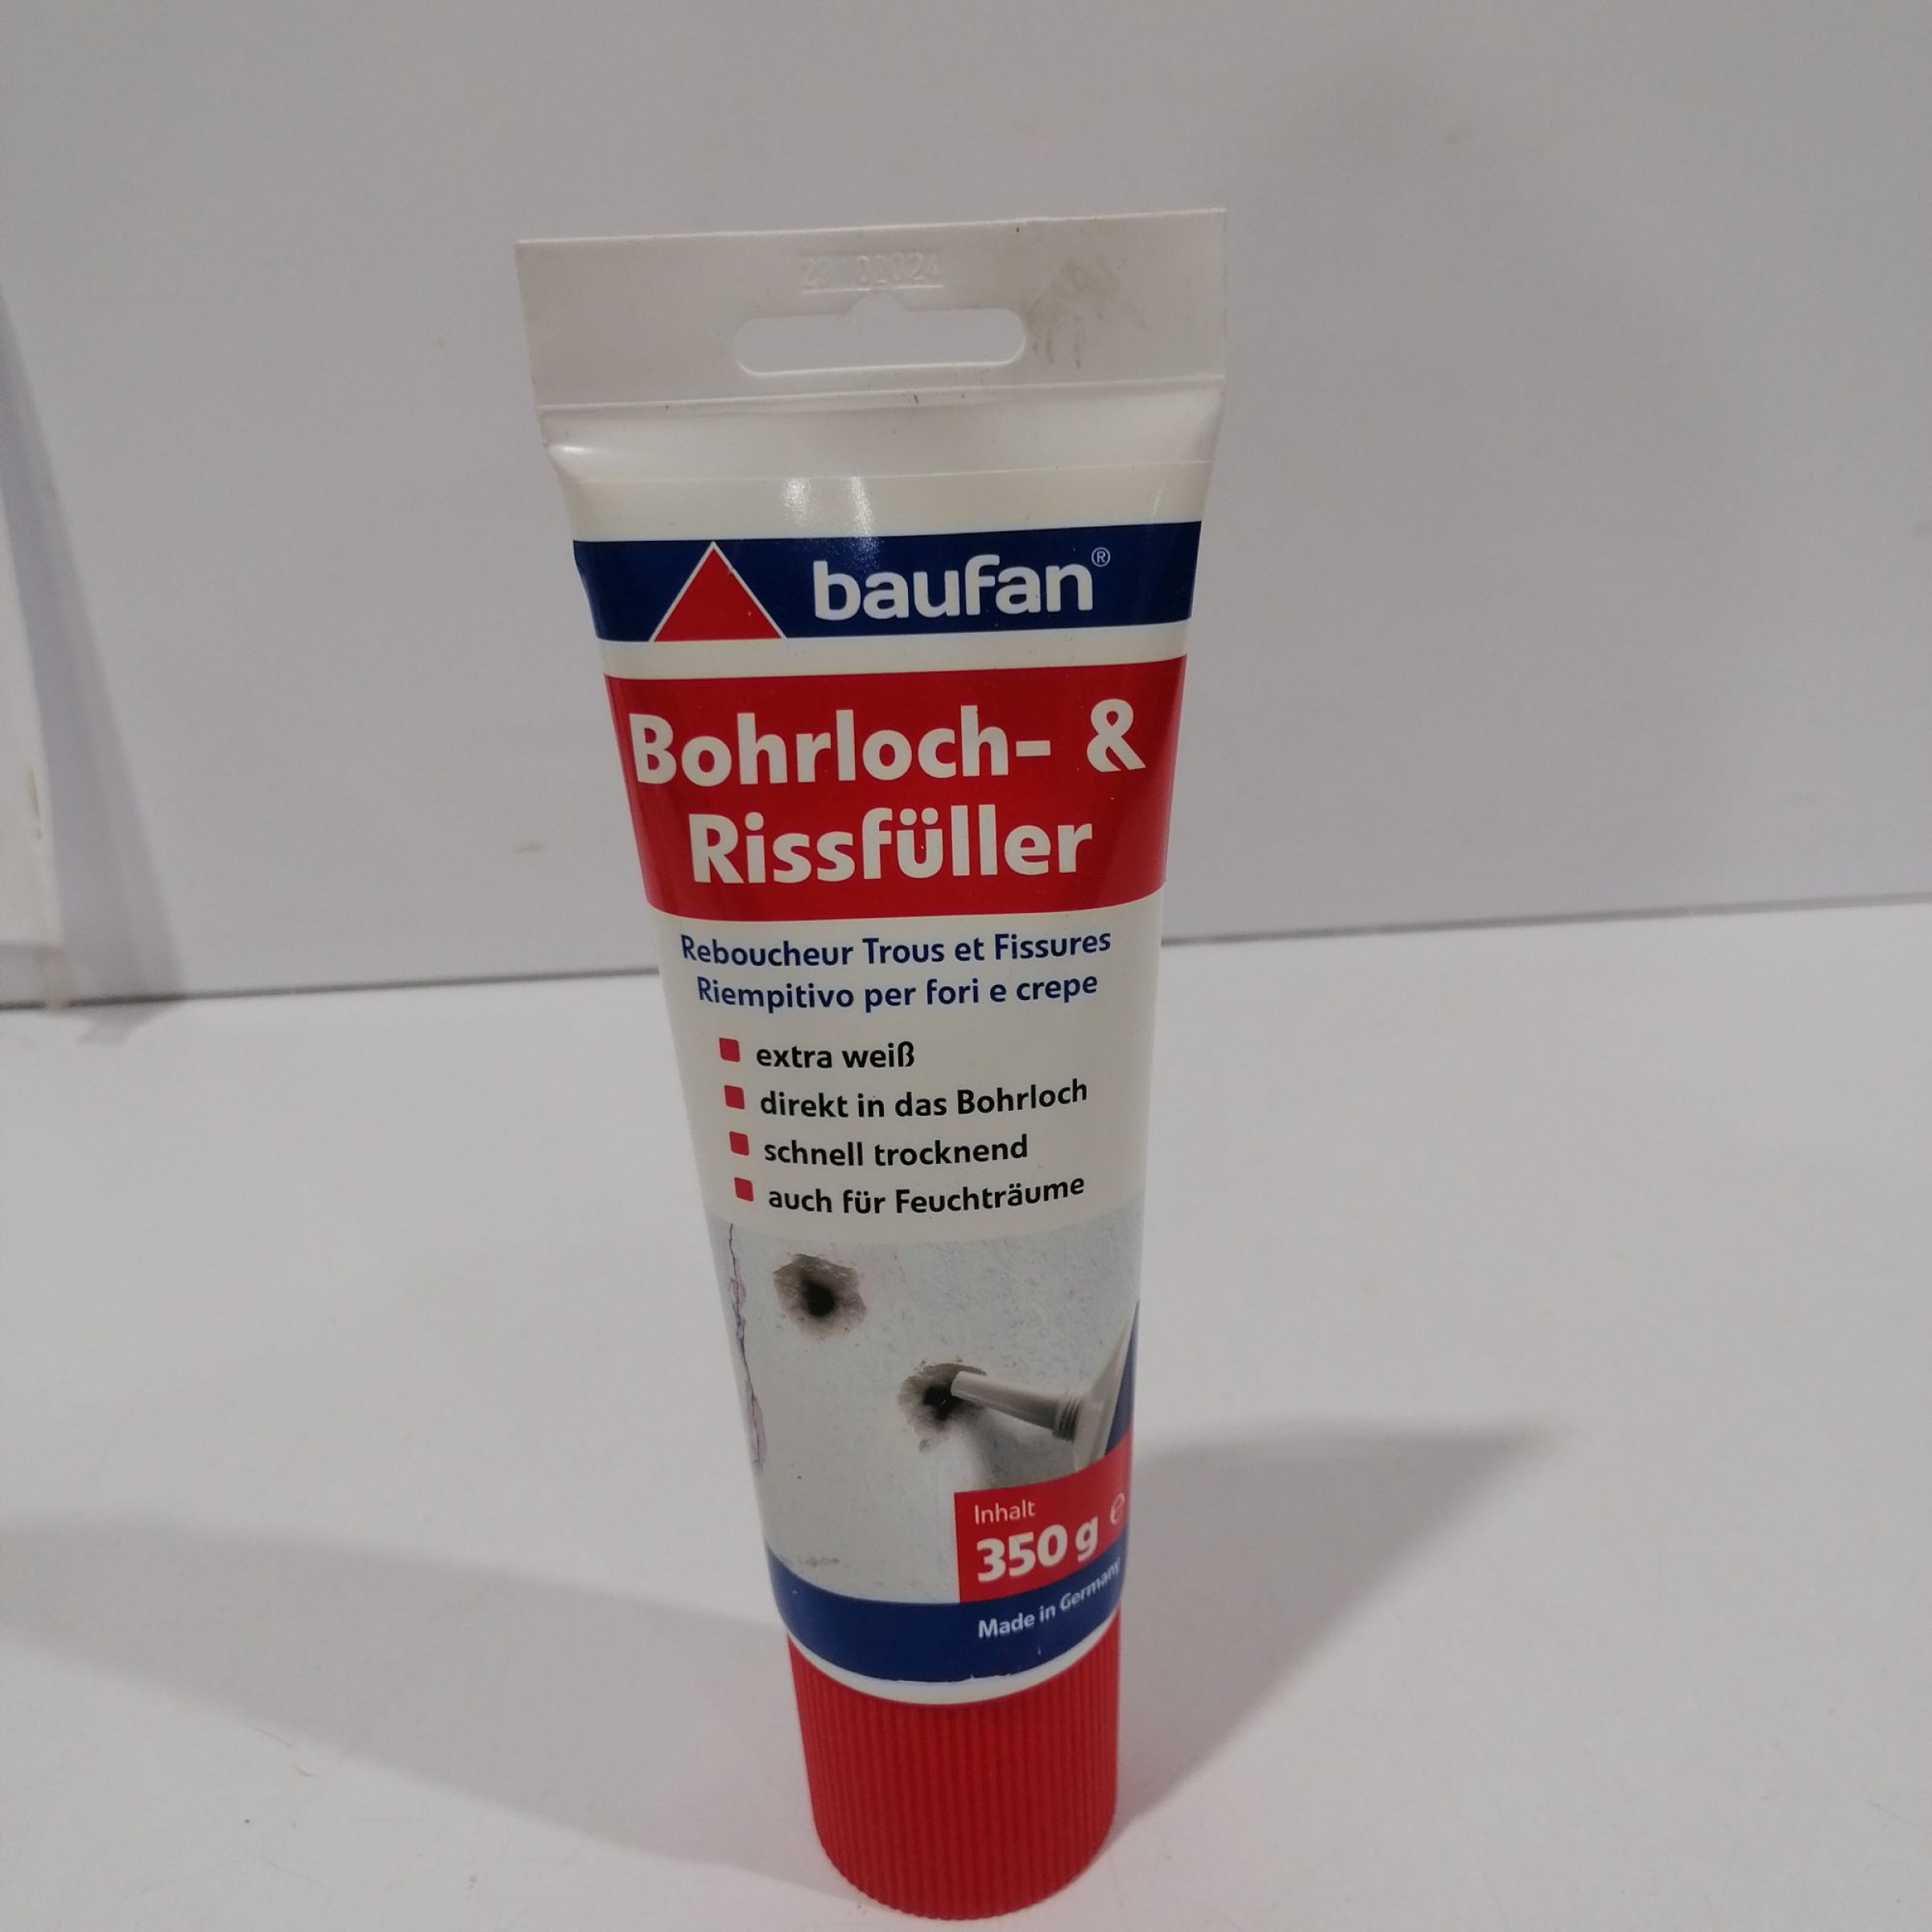 baufan®
Bohrloch- &
Rissfüller
Reboucheur Trous et Fissures
Riempitivo per fori e crepe
extra weiß
direkt in das Bohrloch
schnell trocknend
auch für Feuchträume
Inhalt
350 g ℮
Made in Germany